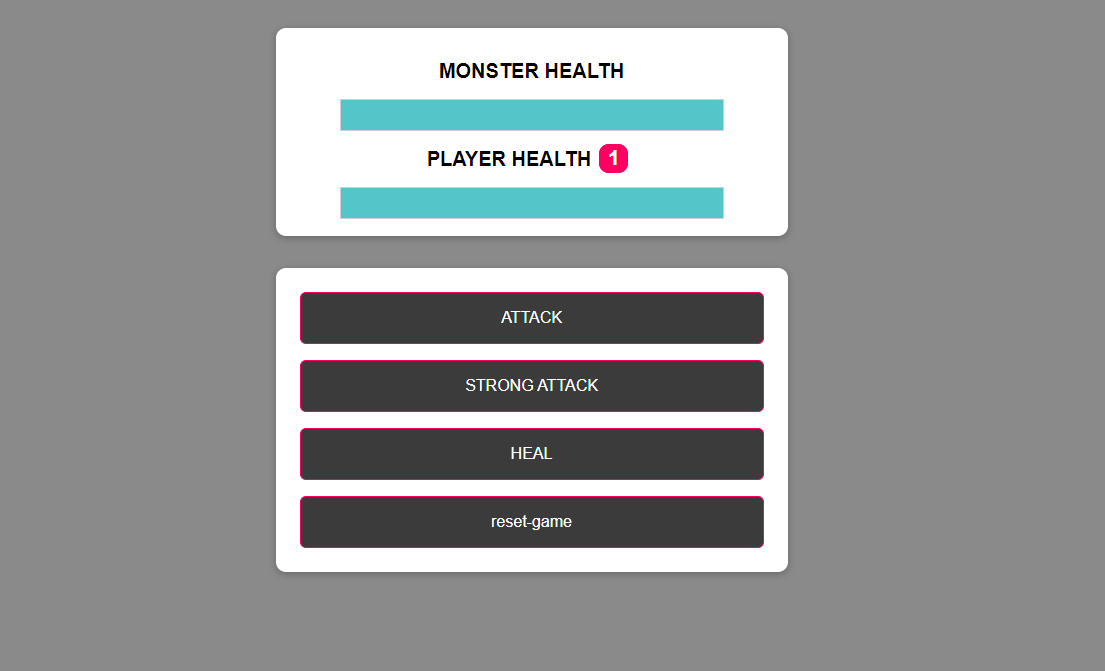 MONSTER HEALTH
PLAYER HEALTH 1
ATTACK
STRONG ATTACK
HEAL
reset-game